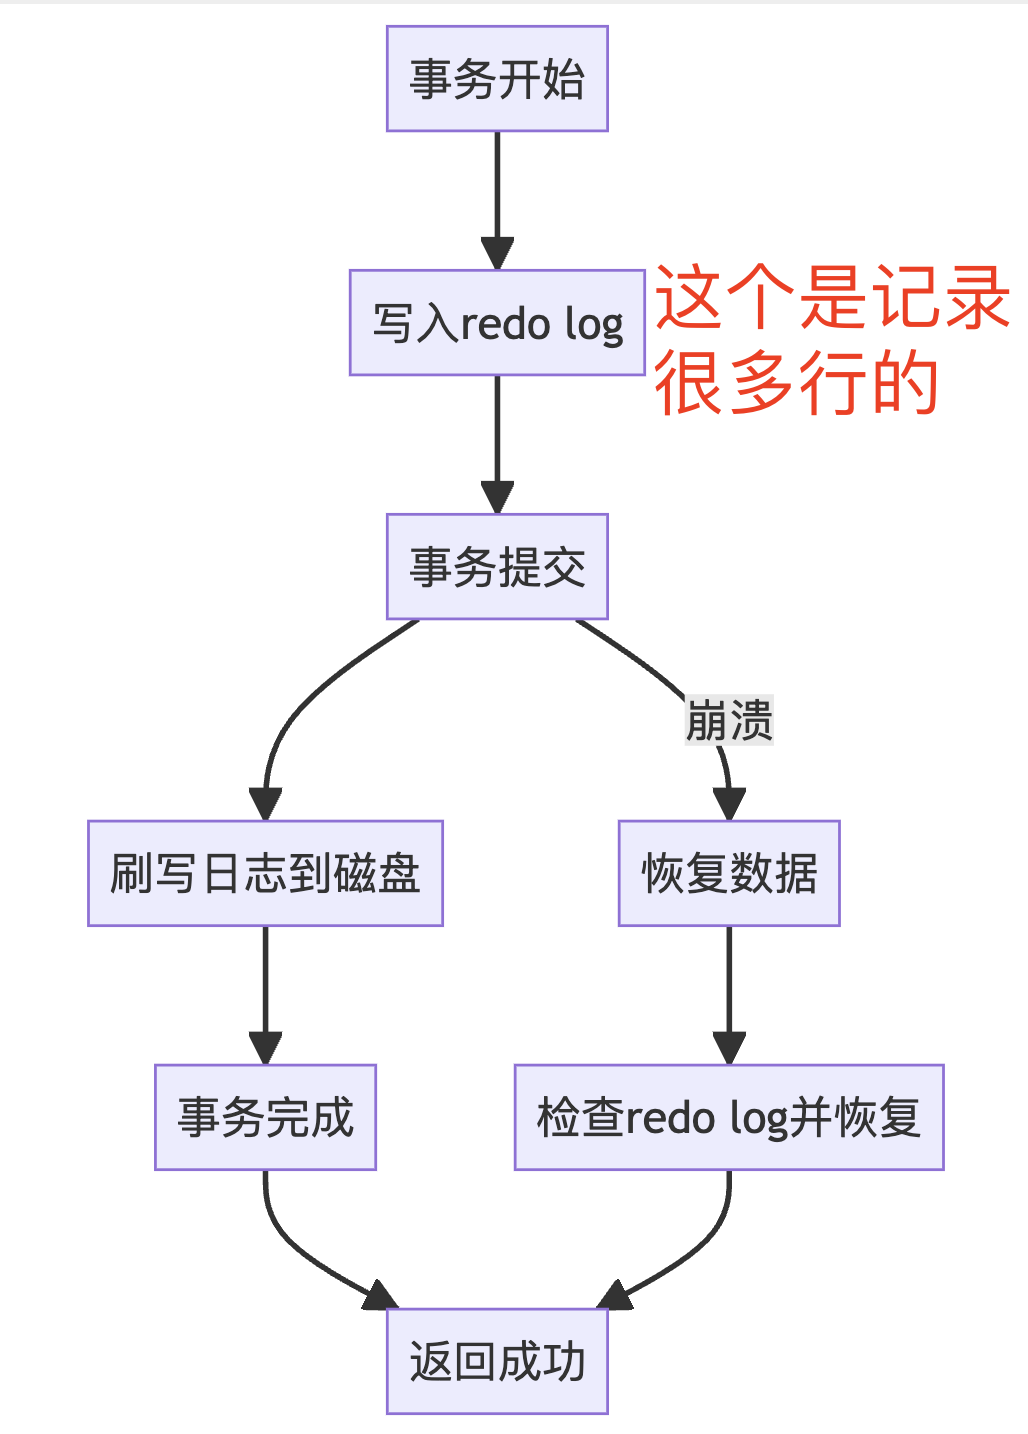 事务开始
写入redo log
这个是记录
很多行的
事务提交
崩溃
刷写日志到磁盘
恢复数据
事务完成
检查redo log并恢复
返回成功